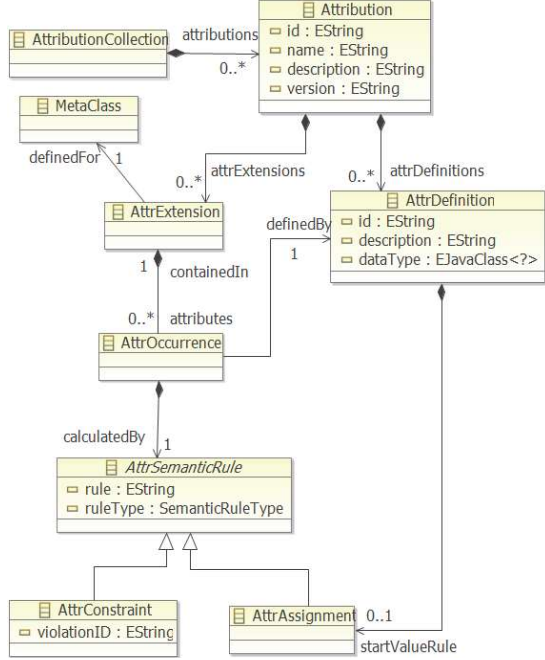 Attribution
id : EString
name : EString
description : EString
version : EString
AttributionCollection
attributions
0..*
MetaClass
definedFor
1
0..*
attrExtensions
0..*
attrDefinitions
AttrExtension
AttrDefinition
id : EString
description : EString
dataType : EJavaClass<?>
definedBy
1
1
containedIn
0..*
attributes
AttrOccurrence
calculatedBy
1
AttrSemanticRule
rule : EString
ruleType : SemanticRuleType
AttrConstraint
violationID : EString
AttrAssignment
0..1
startValueRule